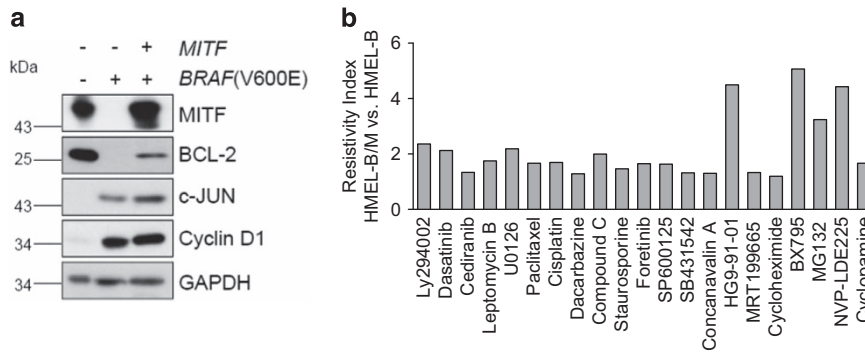 a
- - + MITF
kDa - + + BRAF(V600E)
43 MITF
25 BCL-2
43 c-JUN
34 Cyclin D1
34 GAPDH
b
Resistivity Index
HMEL-B/M vs. HMEL-B
6
4
2
0
Ly294002
Dasatinib
Cediranib
Leptomycin B
U0126
Paclitaxel
Cisplatin
Dacarbazine
Compound C
Staurosporine
Foretinib
SP600125
SB431542
Concanavalin A
HG9-91-01
MRT199665
Cycloheximide
BX795
MG132
NVP-LDE225
Cyclopamine